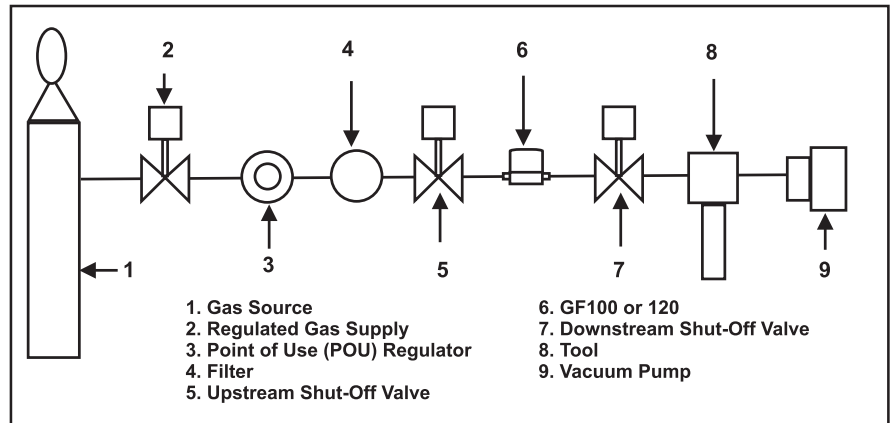 2
4
6
8
1
3
5
7
9
1. Gas Source
2. Regulated Gas Supply
3. Point of Use (POU) Regulator
4. Filter
5. Upstream Shut-Off Valve
6. GF100 or 120
7. Downstream Shut-Off Valve
8. Tool
9. Vacuum Pump